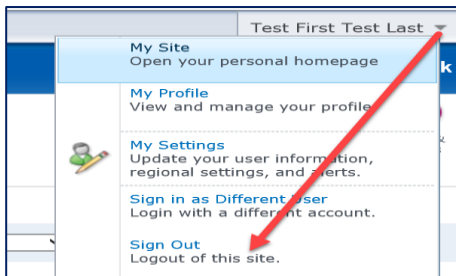 Test First Test Last
My Site
Open your personal homepage
k
My Profile
View and manage your profile
My Settings
Update your user information,
regional settings, and alerts.
Sign in as Different User
Login with a different account.
Sign Out
Logout of this site.